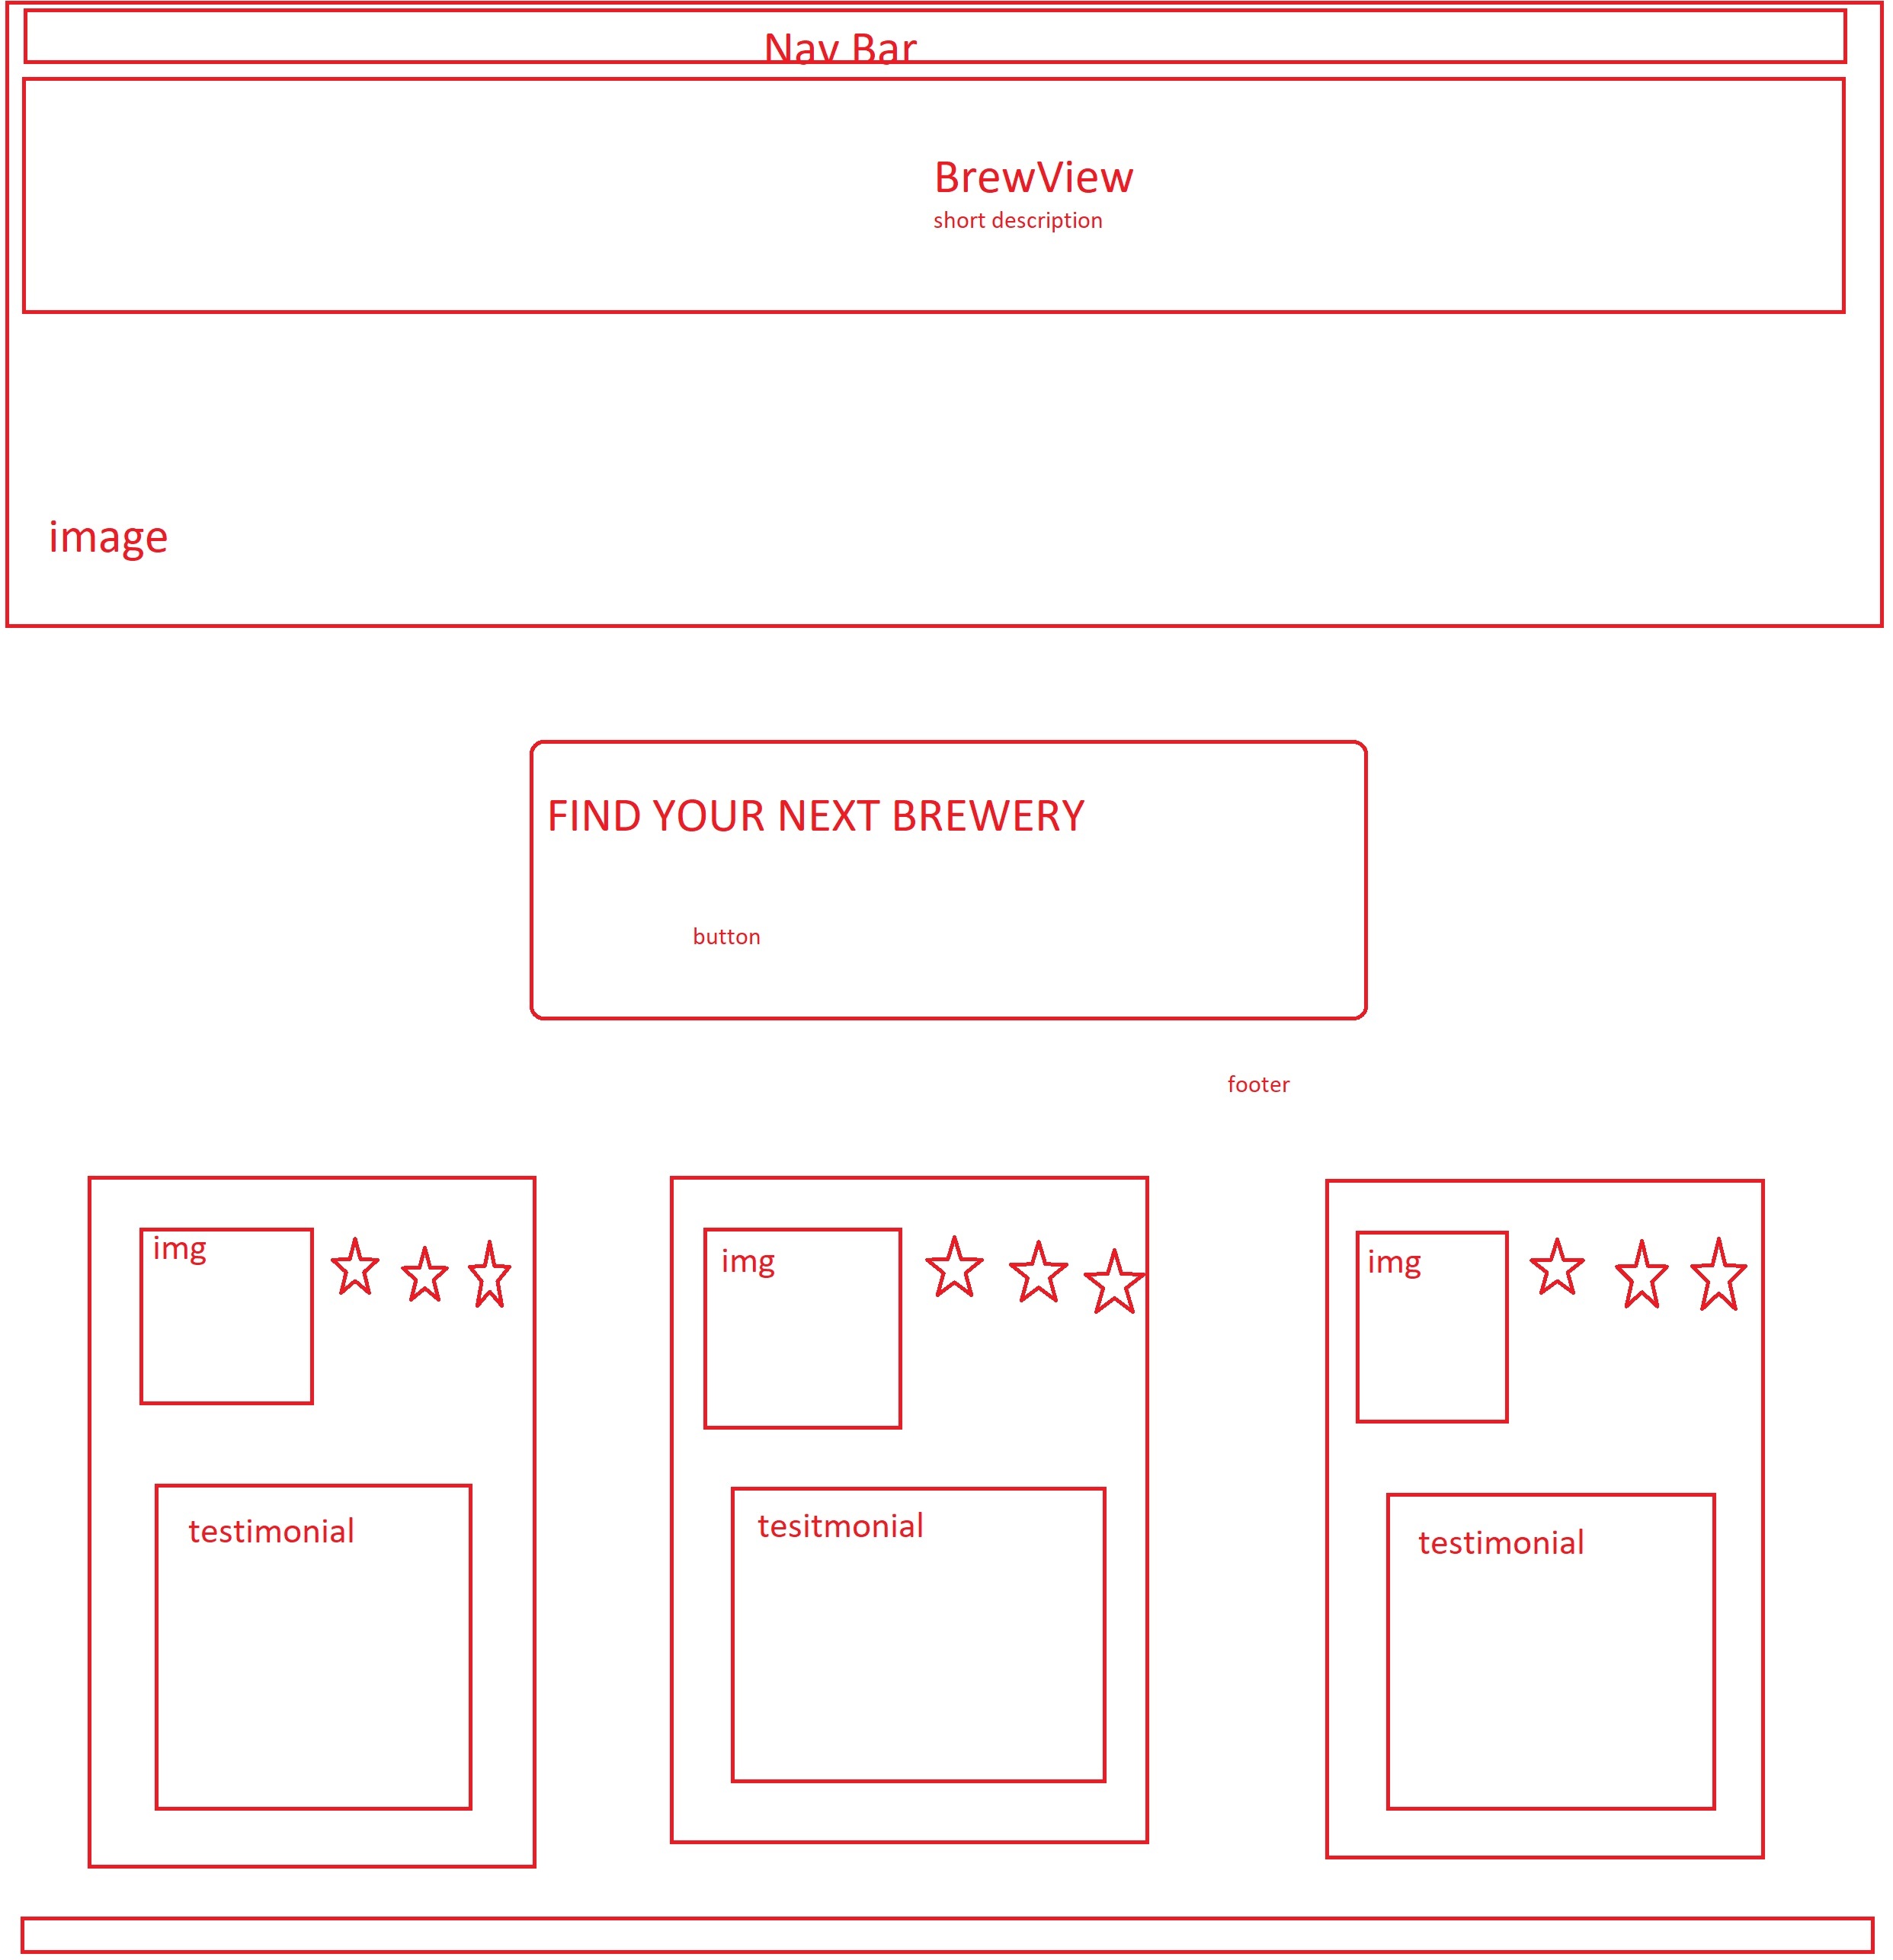 Nav Bar
BrewView
short description
image
FIND YOUR NEXT BREWERY
button
footer
img
img
img
testimonial
tesitmonial
testimonial